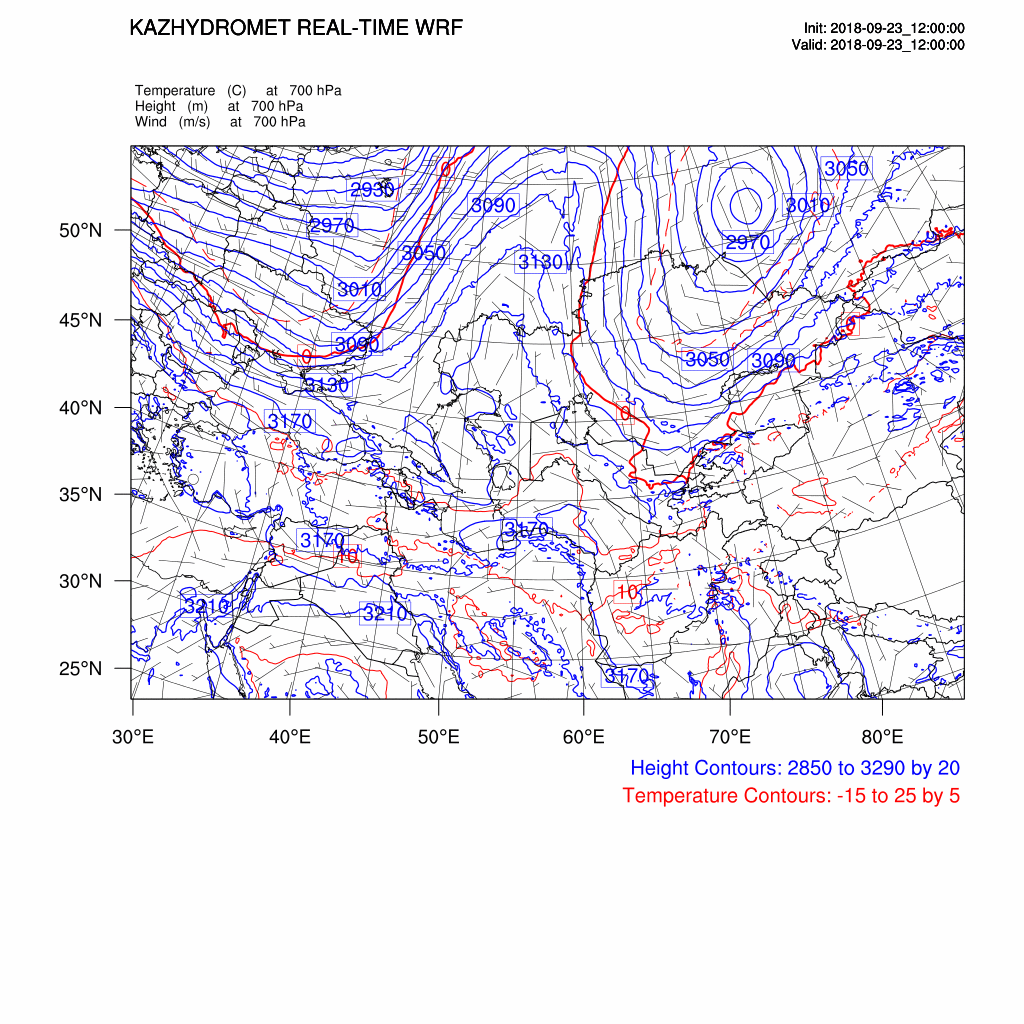 KAZHYDROMET REAL-TIME WRF
Init: 2018-09-23_12:00:00
Valid: 2018-09-23_12:00:00
Temperature (C) at 700 hPa
Height (m) at 700 hPa
Wind (m/s) at 700 hPa
0
3050
2930
3090
3010
2970
50°N
2970
3050
3130
3010
45°N
3090
0
3050
3090
3130
40°N
0
3170
35°N
3170
3170
10
30°N
10
3210
3210
25°N
3170
30°E
40°E
50°E
60°E
70°E
80°E
Height Contours: 2850 to 3290 by 20
Temperature Contours: -15 to 25 by 5